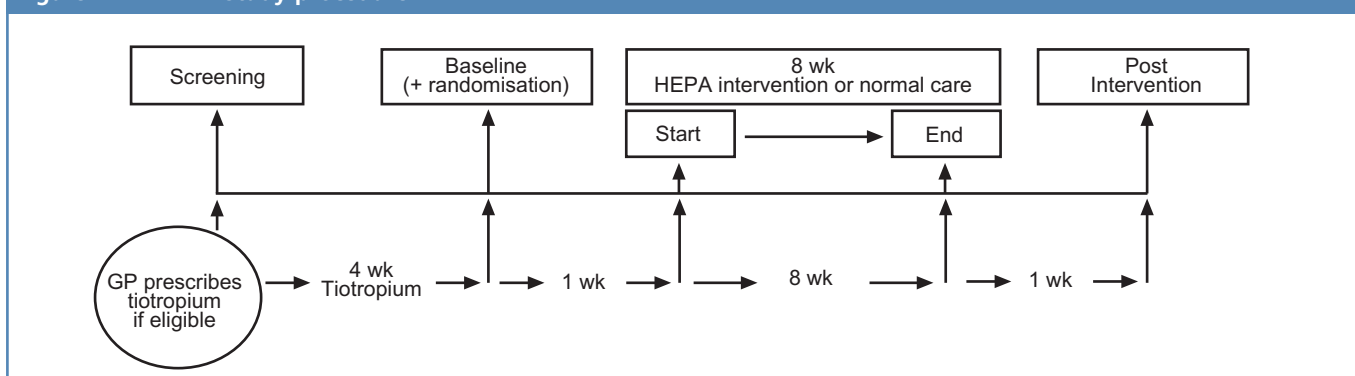 Screening
Baseline
(+ randomisation)
8 wk
HEPA intervention or normal care
Post
Intervention
Start
End
GP prescribes
tiotropium
if eligible
4 wk
Tiotropium
1 wk
8 wk
1 wk